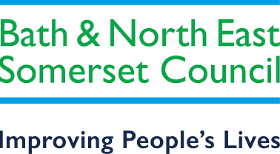 Bath & North East
Somerset Council
Improving People's Lives